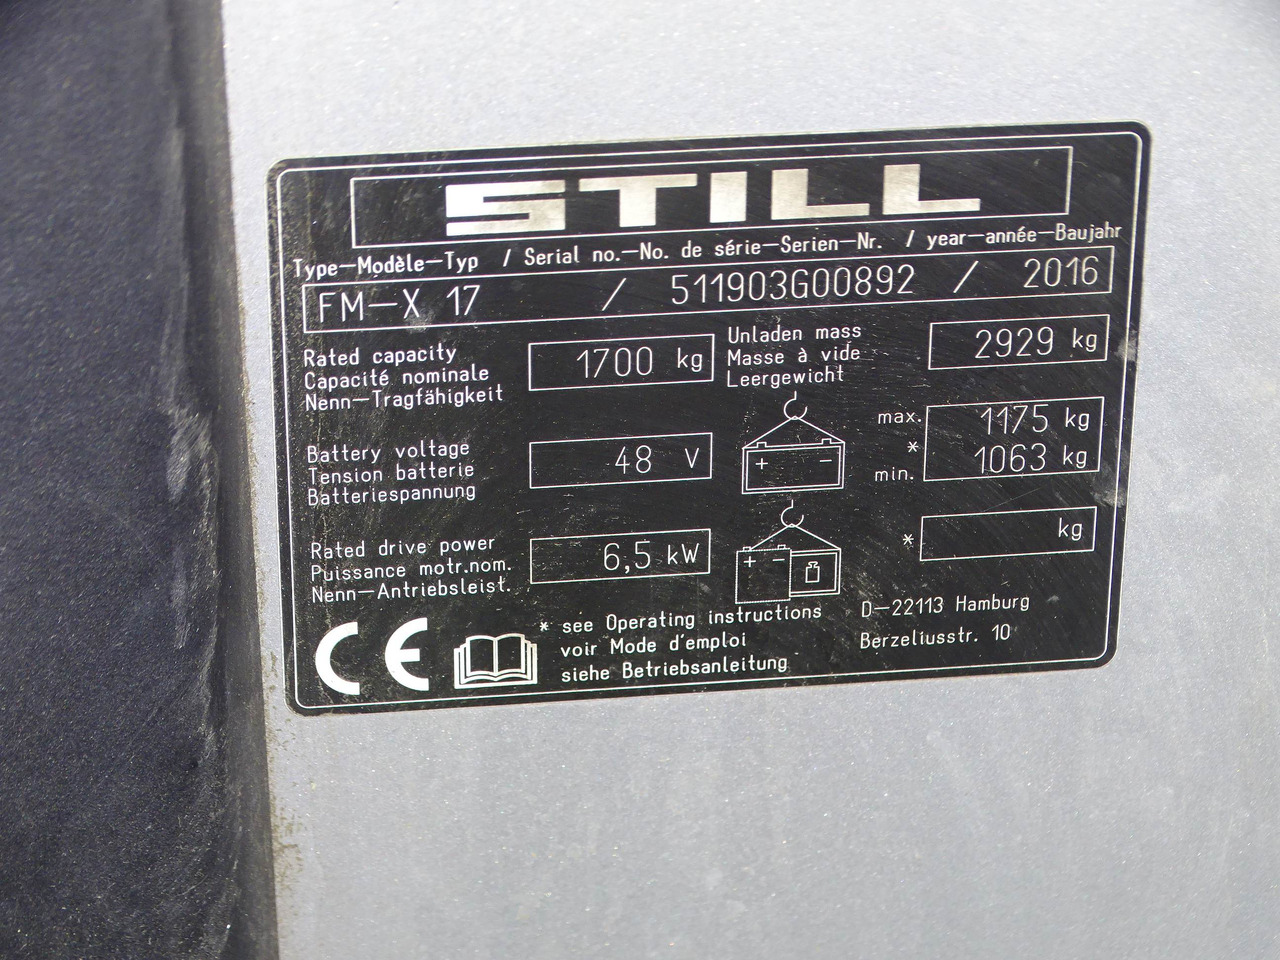 STILL
Type—Modèle—Typ / Serial no.—No. de série—Serien—Nr. / year—année—Baujahr
FM—X 17 / 511903G00892 / 2016
Rated capacity
Capacité nominale
Nenn—Tragfähigkeit
1700 kg
Unladen mass
Masse à vide
Leergewicht
2929 kg
Battery voltage
Tension batterie
Batteriespannung
48 V
+ −
max. 1175 kg
*
min. 1063 kg
Rated drive power
Puissance motr.nom.
Nenn—Antriebsleist.
6,5 kW
+ −
* kg
CE
* see Operating instructions
voir Mode d'emploi
siehe Betriebsanleitung
D—22113 Hamburg
Berzeliusstr. 10